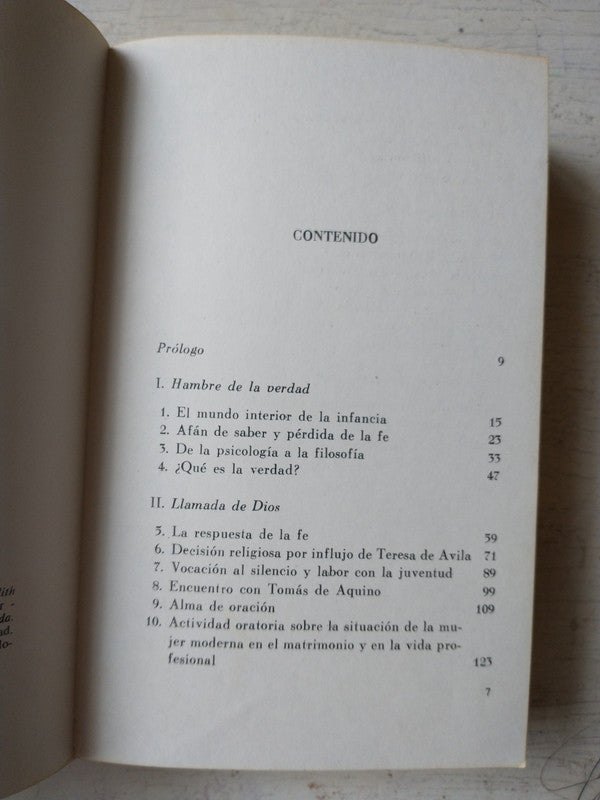 ith
r -
da.
ad.
lo-
CONTENIDO
Prólogo 9
I. Hambre de la verdad
1. El mundo interior de la infancia 15
2. Afán de saber y pérdida de la fe 23
3. De la psicología a la filosofía 33
4. ¿Qué es la verdad? 47
II. Llamada de Dios
5. La respuesta de la fe 59
6. Decisión religiosa por influjo de Teresa de Avila 71
7. Vocación al silencio y labor con la juventud 89
8. Encuentro con Tomás de Aquino 99
9. Alma de oración 109
10. Actividad oratoria sobre la situación de la mu-
jer moderna en el matrimonio y en la vida pro-
fesional 123
7